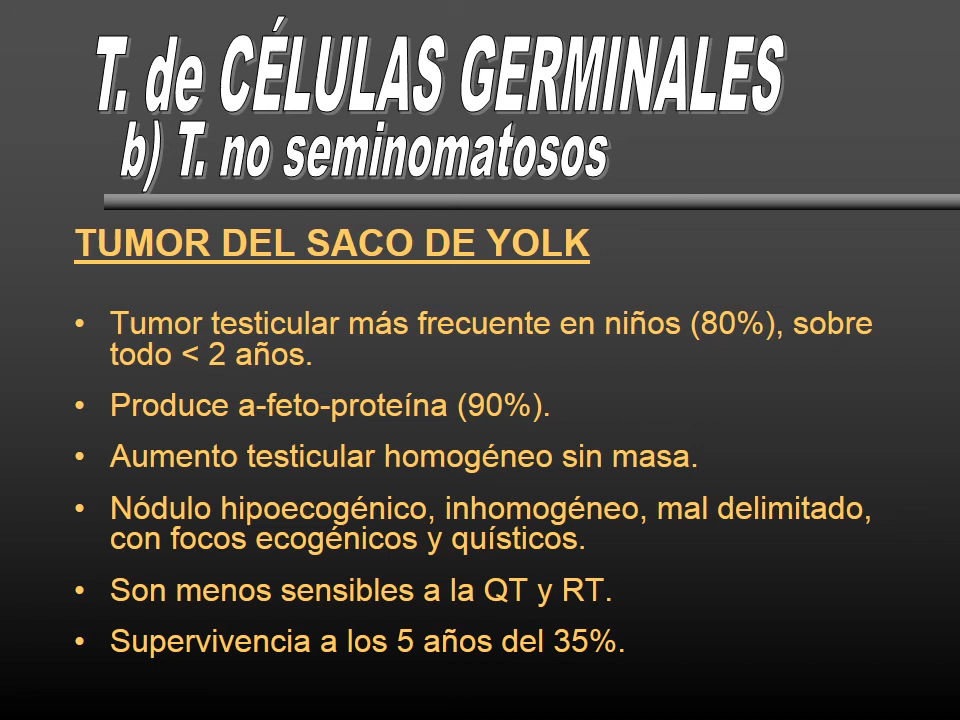 T. de CÉLULAS GERMINALES
b) T. no seminomatosos
TUMOR DEL SACO DE YOLK
• Tumor testicular más frecuente en niños (80%), sobre
todo < 2 años.
• Produce a-feto-proteína (90%).
• Aumento testicular homogéneo sin masa.
• Nódulo hipoecogénico, inhomogéneo, mal delimitado,
con focos ecogénicos y quísticos.
• Son menos sensibles a la QT y RT.
• Supervivencia a los 5 años del 35%.